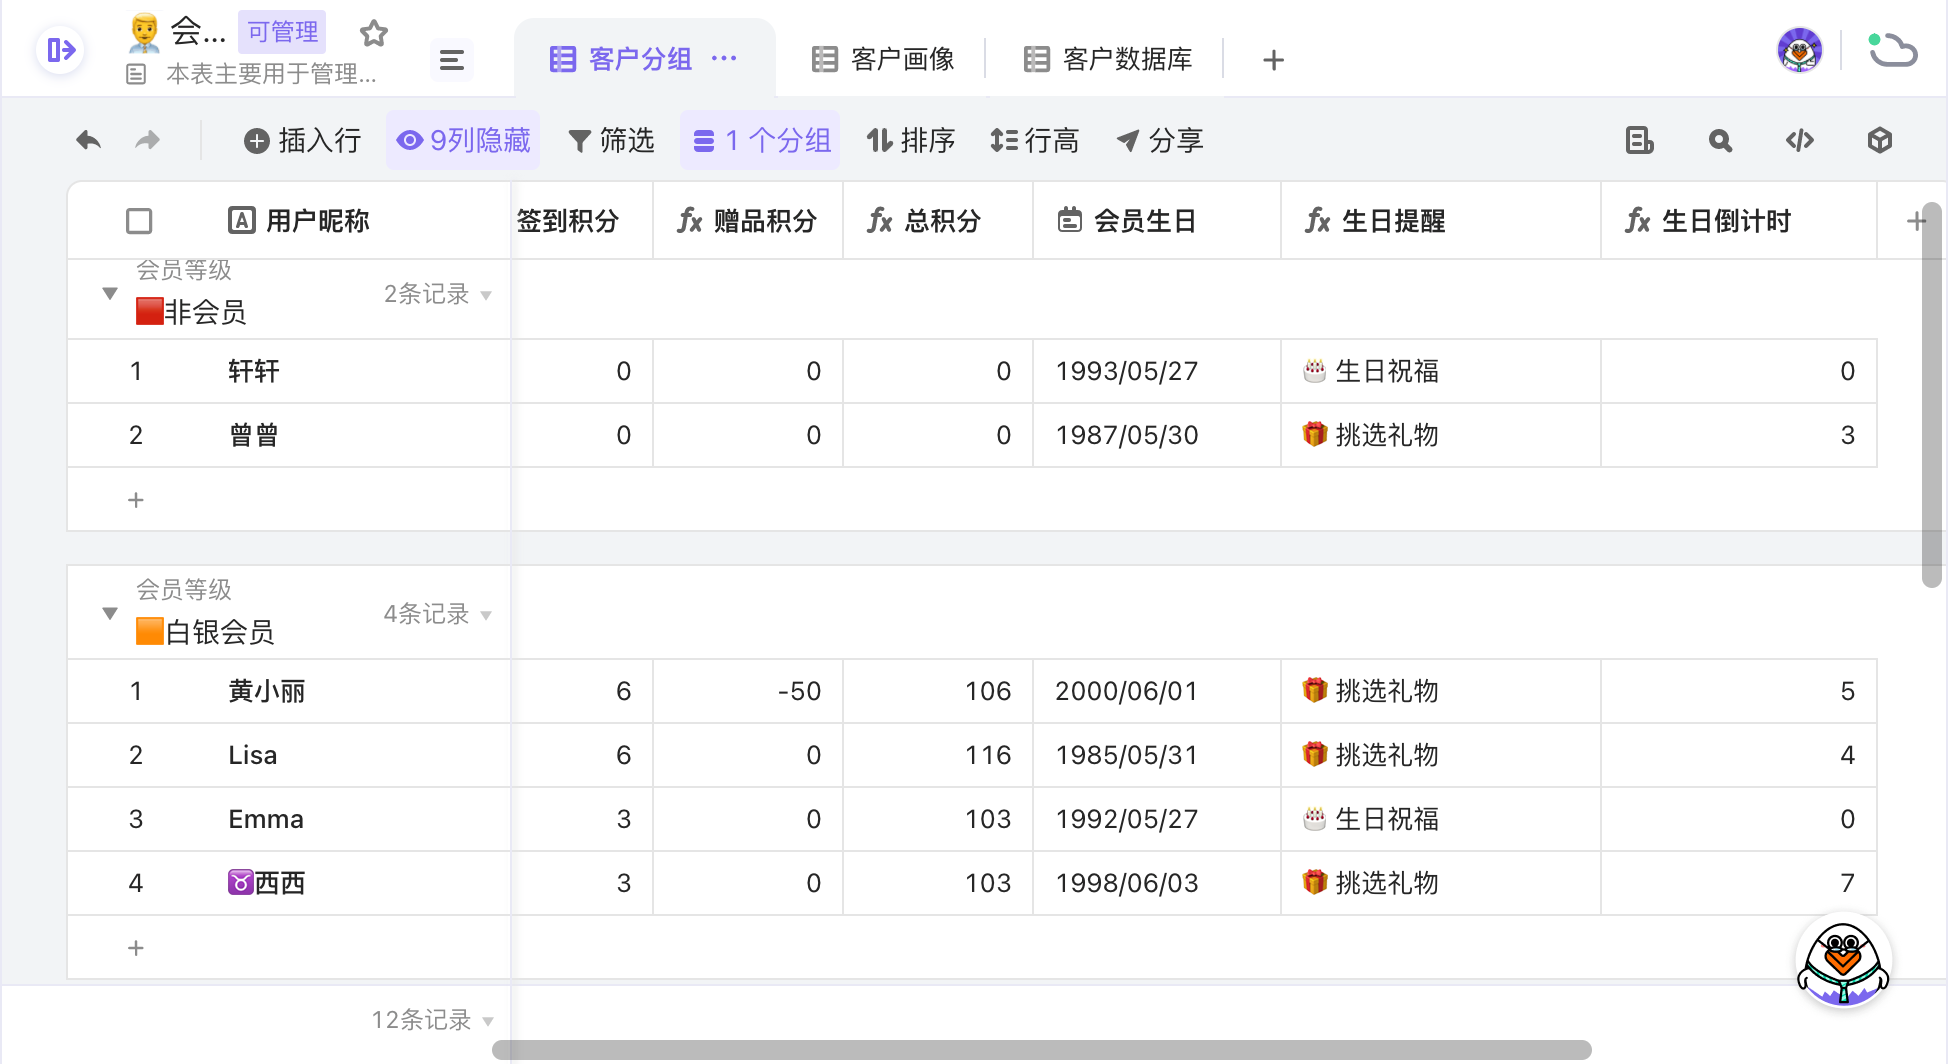 会... 可管理
本表主要用于管理...
客户分组 ··· 客户画像 客户数据库 +
插入行 9列隐藏 筛选 1 个分组 排序 行高 分享
用户昵称 签到积分 fx 赠品积分 fx 总积分 会员生日 fx 生日提醒 fx 生日倒计时 +
会员等级
非会员 2条记录
1 轩轩 0 0 0 1993/05/27 🎂 生日祝福 0
2 曾曾 0 0 0 1987/05/30 🎁 挑选礼物 3
+
会员等级
白银会员 4条记录
1 黄小丽 6 -50 106 2000/06/01 🎁 挑选礼物 5
2 Lisa 6 0 116 1985/05/31 🎁 挑选礼物 4
3 Emma 3 0 103 1992/05/27 🎂 生日祝福 0
4 ♉西西 3 0 103 1998/06/03 🎁 挑选礼物 7
+
12条记录